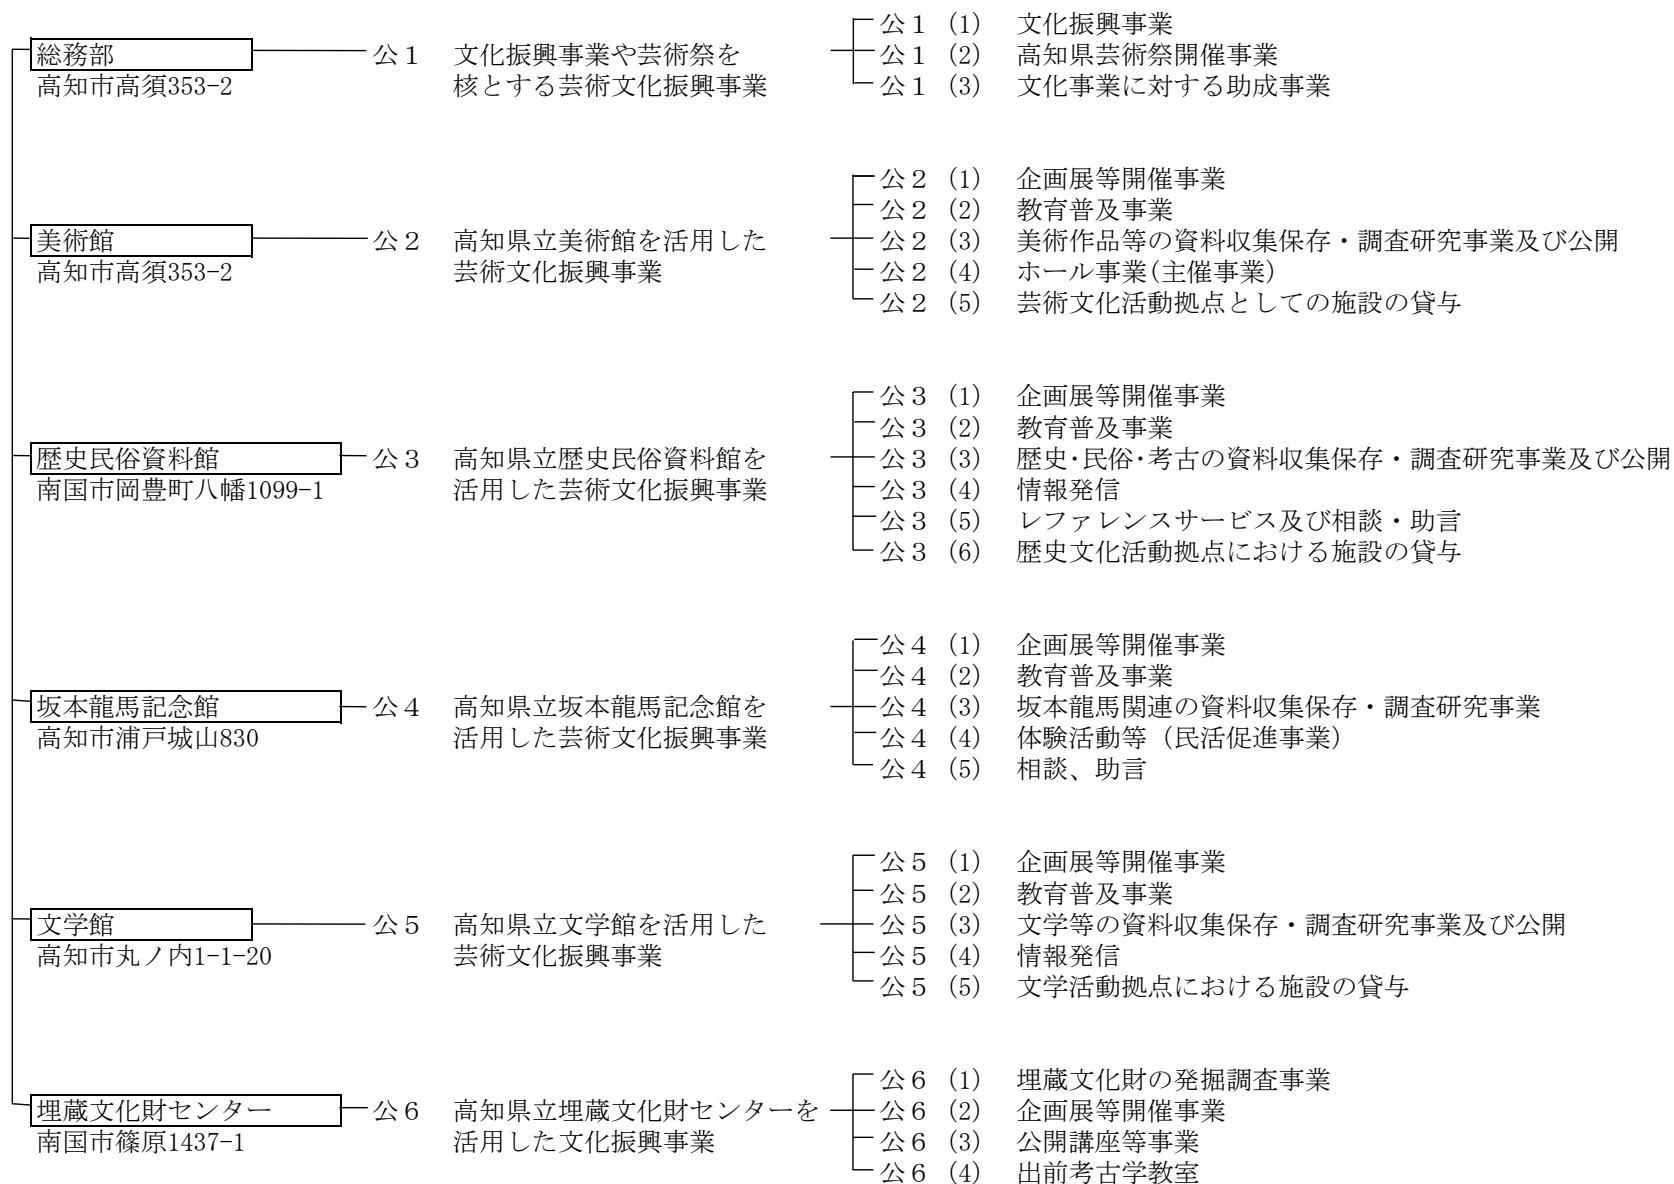 公１ (1) 文化振興事業
総務部 公１ 文化振興事業や芸術祭を 公１ (2) 高知県芸術祭開催事業
高知市高須353-2 核とする芸術文化振興事業 公１ (3) 文化事業に対する助成事業
公２ (1) 企画展等開催事業
公２ (2) 教育普及事業
美術館 公２ 高知県立美術館を活用した 公２ (3) 美術作品等の資料収集保存・調査研究事業及び公開
高知市高須353-2 芸術文化振興事業 公２ (4) ホール事業(主催事業)
公２ (5) 芸術文化活動拠点としての施設の貸与
公３ (1) 企画展等開催事業
公３ (2) 教育普及事業
歴史民俗資料館 公３ 高知県立歴史民俗資料館を 公３ (3) 歴史・民俗・考古の資料収集保存・調査研究事業及び公開
南国市岡豊町八幡1099-1 活用した芸術文化振興事業 公３ (4) 情報発信
公３ (5) レファレンスサービス及び相談・助言
公３ (6) 歴史文化活動拠点における施設の貸与
公４ (1) 企画展等開催事業
公４ (2) 教育普及事業
坂本龍馬記念館 公４ 高知県立坂本龍馬記念館を 公４ (3) 坂本龍馬関連の資料収集保存・調査研究事業
高知市浦戸城山830 活用した芸術文化振興事業 公４ (4) 体験活動等（民活促進事業）
公４ (5) 相談、助言
公５ (1) 企画展等開催事業
公５ (2) 教育普及事業
文学館 公５ 高知県立文学館を活用した 公５ (3) 文学等の資料収集保存・調査研究事業及び公開
高知市丸ノ内1-1-20 芸術文化振興事業 公５ (4) 情報発信
公５ (5) 文学活動拠点における施設の貸与
公６ (1) 埋蔵文化財の発掘調査事業
埋蔵文化財センター 公６ 高知県立埋蔵文化財センターを 公６ (2) 企画展等開催事業
南国市篠原1437-1 活用した文化振興事業 公６ (3) 公開講座等事業
公６ (4) 出前考古学教室